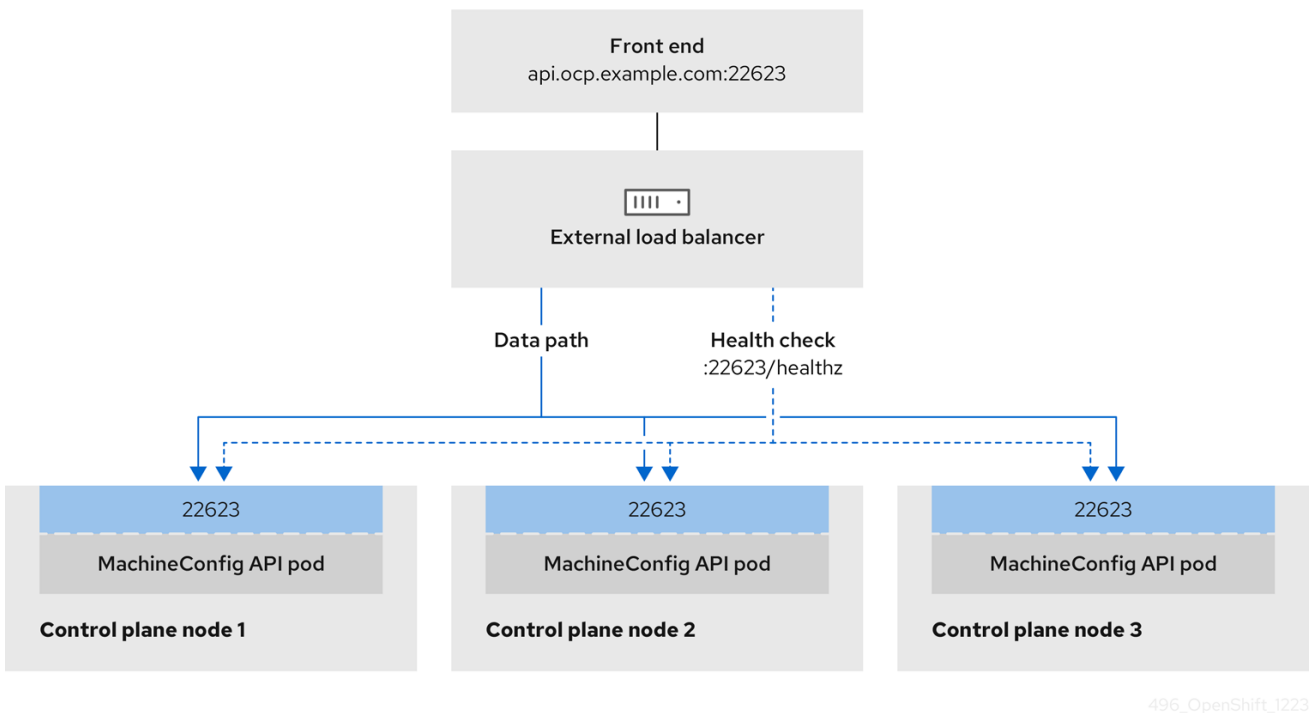 Front end
api.ocp.example.com:22623
External load balancer
Data path
Health check
:22623/healthz
22623
22623
22623
MachineConfig API pod
MachineConfig API pod
MachineConfig API pod
Control plane node 1
Control plane node 2
Control plane node 3
496_OpenShift_1223